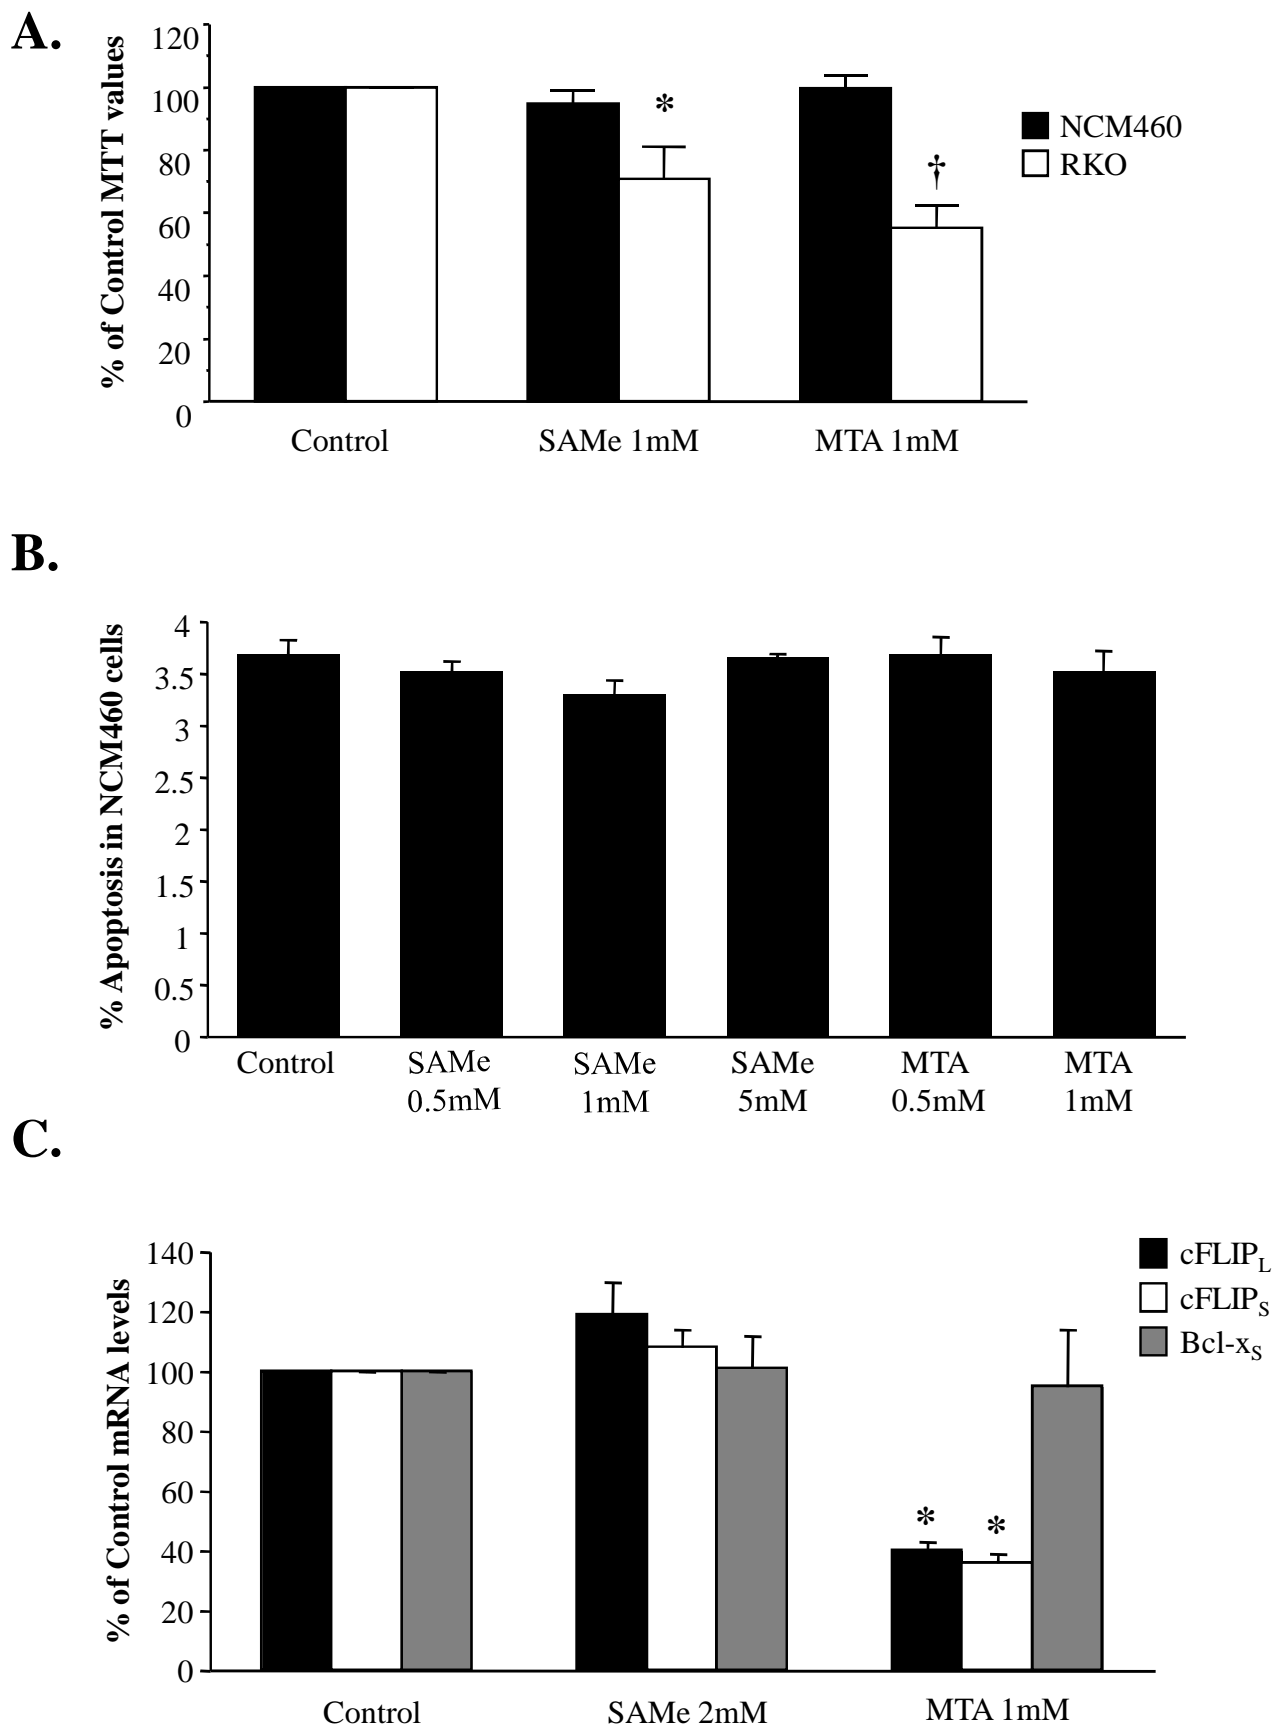 A.
% of Control MTT values
120
100
80
60
40
20
0
*
†
NCM460
RKO
Control
SAMe 1mM
MTA 1mM
B.
% Apoptosis in NCM460 cells
4
3.5
3
2.5
2
1.5
1
0.5
0
Control
SAMe
0.5mM
SAMe
1mM
SAMe
5mM
MTA
0.5mM
MTA
1mM
C.
% of Control mRNA levels
140
120
100
80
60
40
20
0
*
*
cFLIPL
cFLIPS
Bcl-xS
Control
SAMe 2mM
MTA 1mM